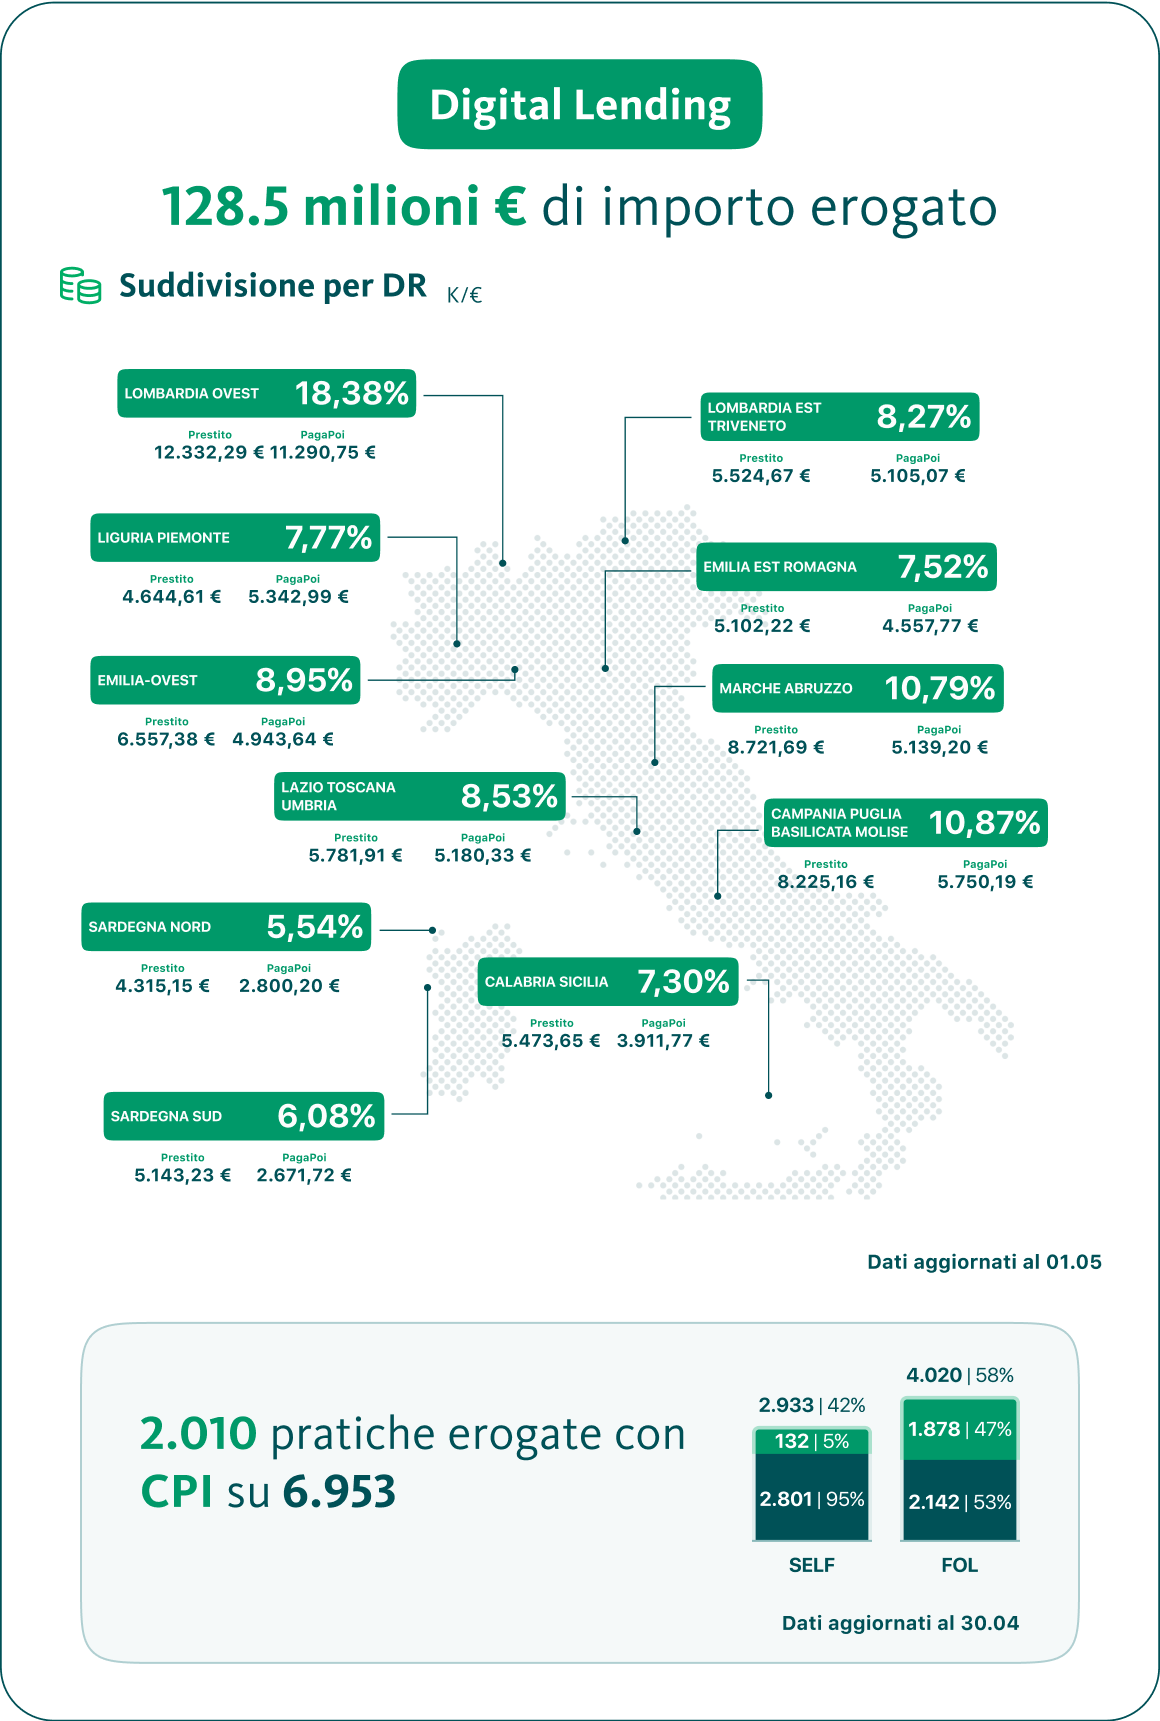 Digital Lending
128.5 milioni € di importo erogato
Suddivisione per DR K/€
LOMBARDIA OVEST 18,38%
Prestito PagaPoi
12.332,29 € 11.290,75 €
LOMBARDIA EST
TRIVENETO 8,27%
Prestito PagaPoi
5.524,67 € 5.105,07 €
LIGURIA PIEMONTE 7,77%
Prestito PagaPoi
4.644,61 € 5.342,99 €
EMILIA EST ROMAGNA 7,52%
Prestito PagaPoi
5.102,22 € 4.557,77 €
EMILIA-OVEST 8,95%
Prestito PagaPoi
6.557,38 € 4.943,64 €
MARCHE ABRUZZO 10,79%
Prestito PagaPoi
8.721,69 € 5.139,20 €
LAZIO TOSCANA
UMBRIA 8,53%
Prestito PagaPoi
5.781,91 € 5.180,33 €
CAMPANIA PUGLIA
BASILICATA MOLISE 10,87%
Prestito PagaPoi
8.225,16 € 5.750,19 €
SARDEGNA NORD 5,54%
Prestito PagaPoi
4.315,15 € 2.800,20 €
CALABRIA SICILIA 7,30%
Prestito PagaPoi
5.473,65 € 3.911,77 €
SARDEGNA SUD 6,08%
Prestito PagaPoi
5.143,23 € 2.671,72 €
Dati aggiornati al 01.05
2.010 pratiche erogate con
CPI su 6.953
2.933 | 42%
132 | 5%
2.801 | 95%
SELF
4.020 | 58%
1.878 | 47%
2.142 | 53%
FOL
Dati aggiornati al 30.04